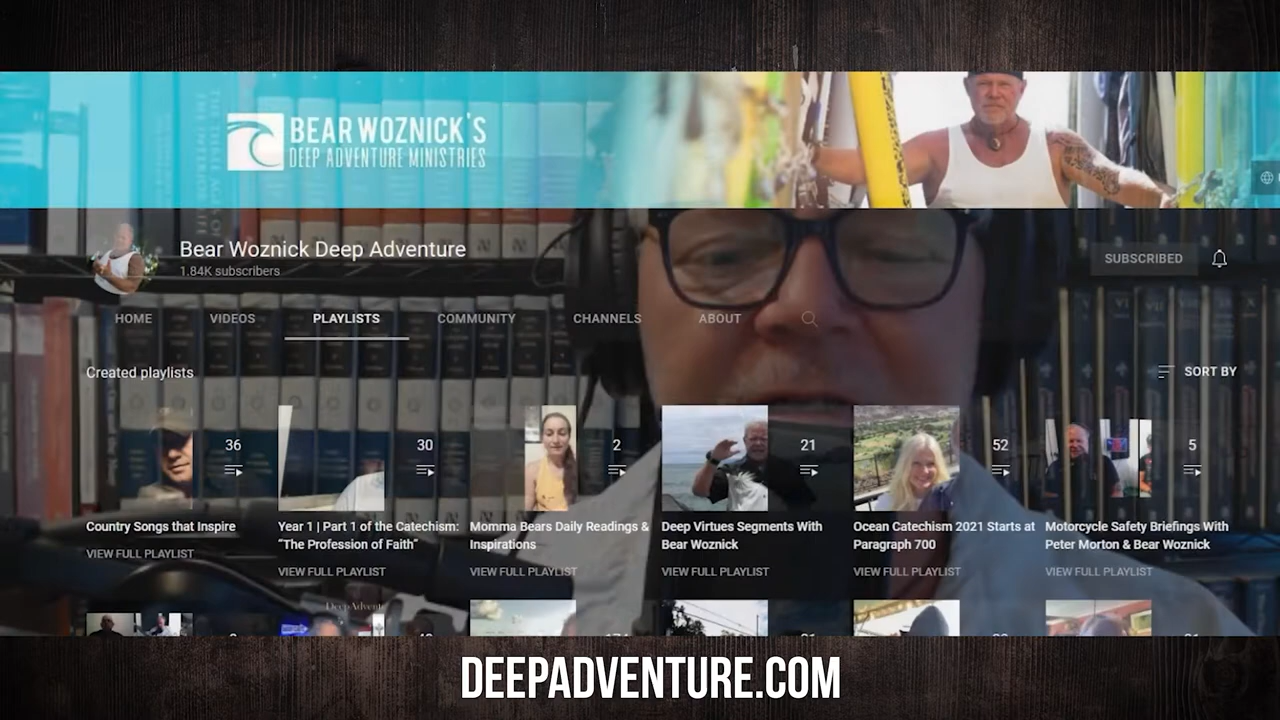 BEAR WOZNICK'S
DEEP ADVENTURE MINISTRIES
Bear Woznick Deep Adventure
1.84K subscribers
SUBSCRIBED
HOME VIDEOS PLAYLISTS COMMUNITY CHANNELS ABOUT
Created playlists
SORT BY
36 30 2 21 52 5
Country Songs that Inspire
Year 1 | Part 1 of the Catechism:
"The Profession of Faith"
Momma Bears Daily Readings &
Inspirations
Deep Virtues Segments With
Bear Woznick
Ocean Catechism 2021 Starts at
Paragraph 700
Motorcycle Safety Briefings With
Peter Morton & Bear Woznick
VIEW FULL PLAYLIST
VIEW FULL PLAYLIST
VIEW FULL PLAYLIST
VIEW FULL PLAYLIST
VIEW FULL PLAYLIST
VIEW FULL PLAYLIST
DEEPADVENTURE.COM